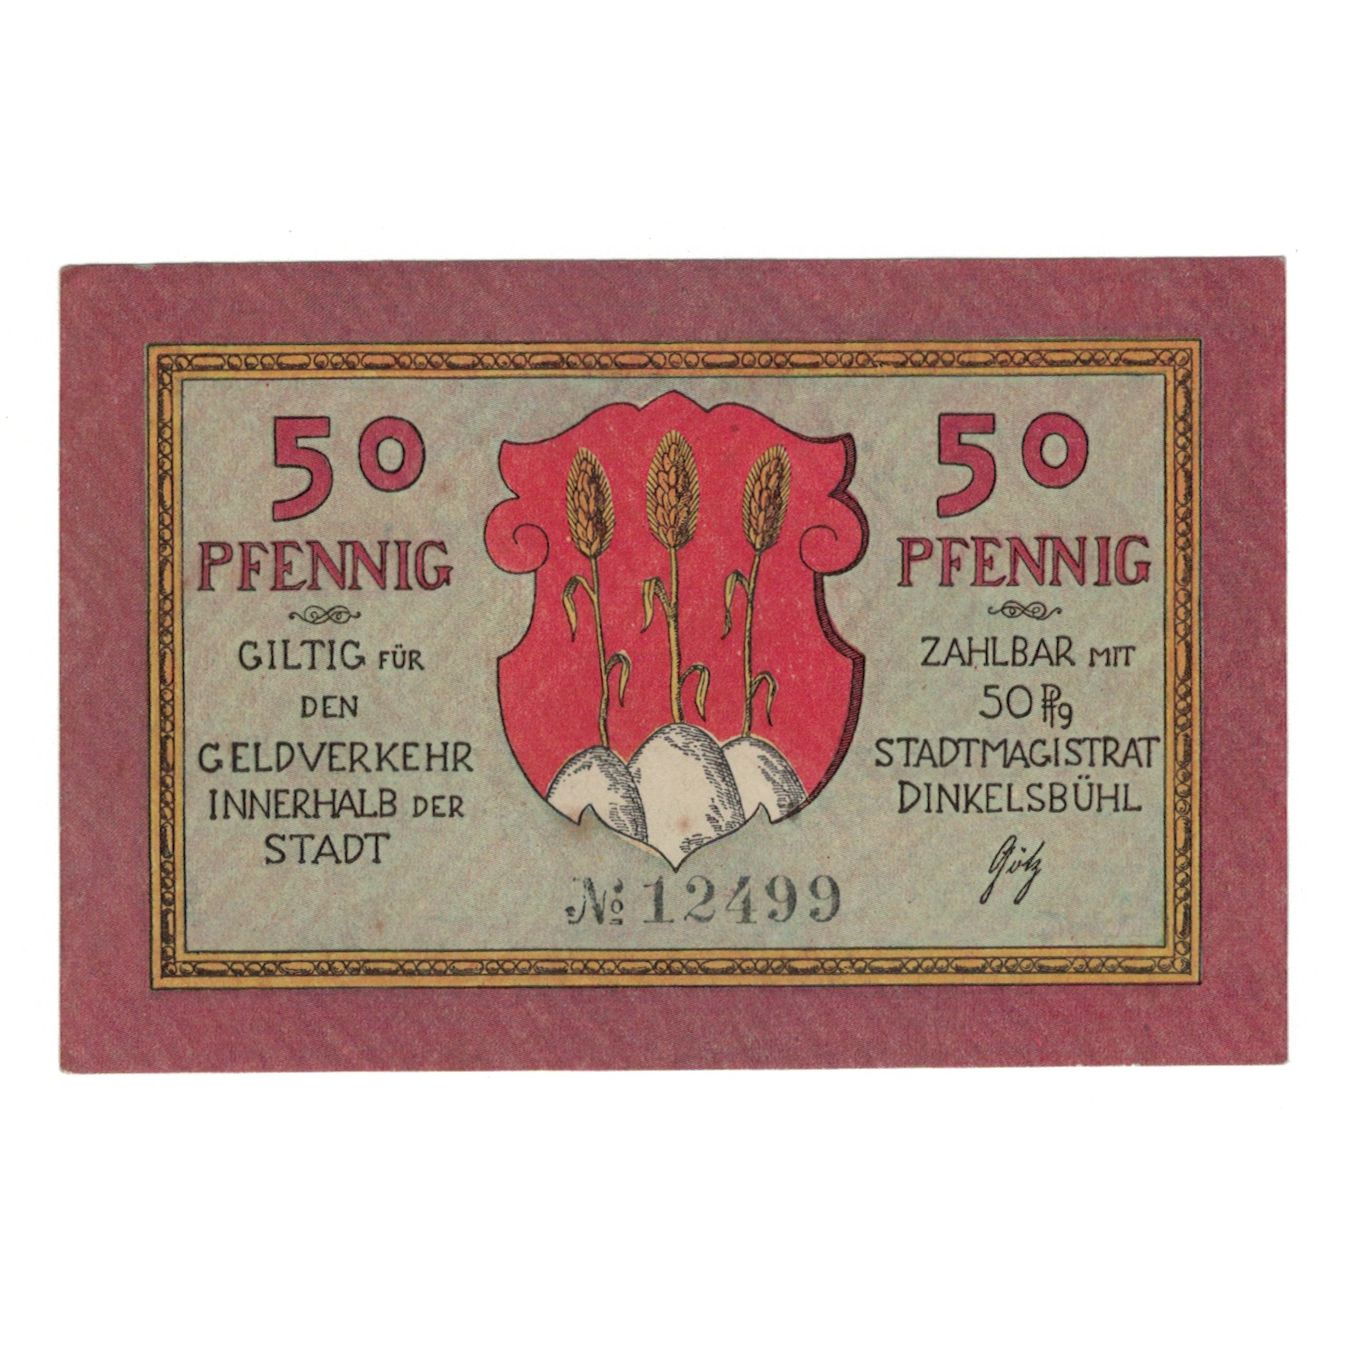 50
PFENNIG
GILTIG FÜR
DEN
GELDVERKEHR
INNERHALB DER
STADT
№ 12499
50
PFENNIG
ZAHLBAR MIT
50 Pfg
STADTMAGISTRAT
DINKELSBÜHL
Götz